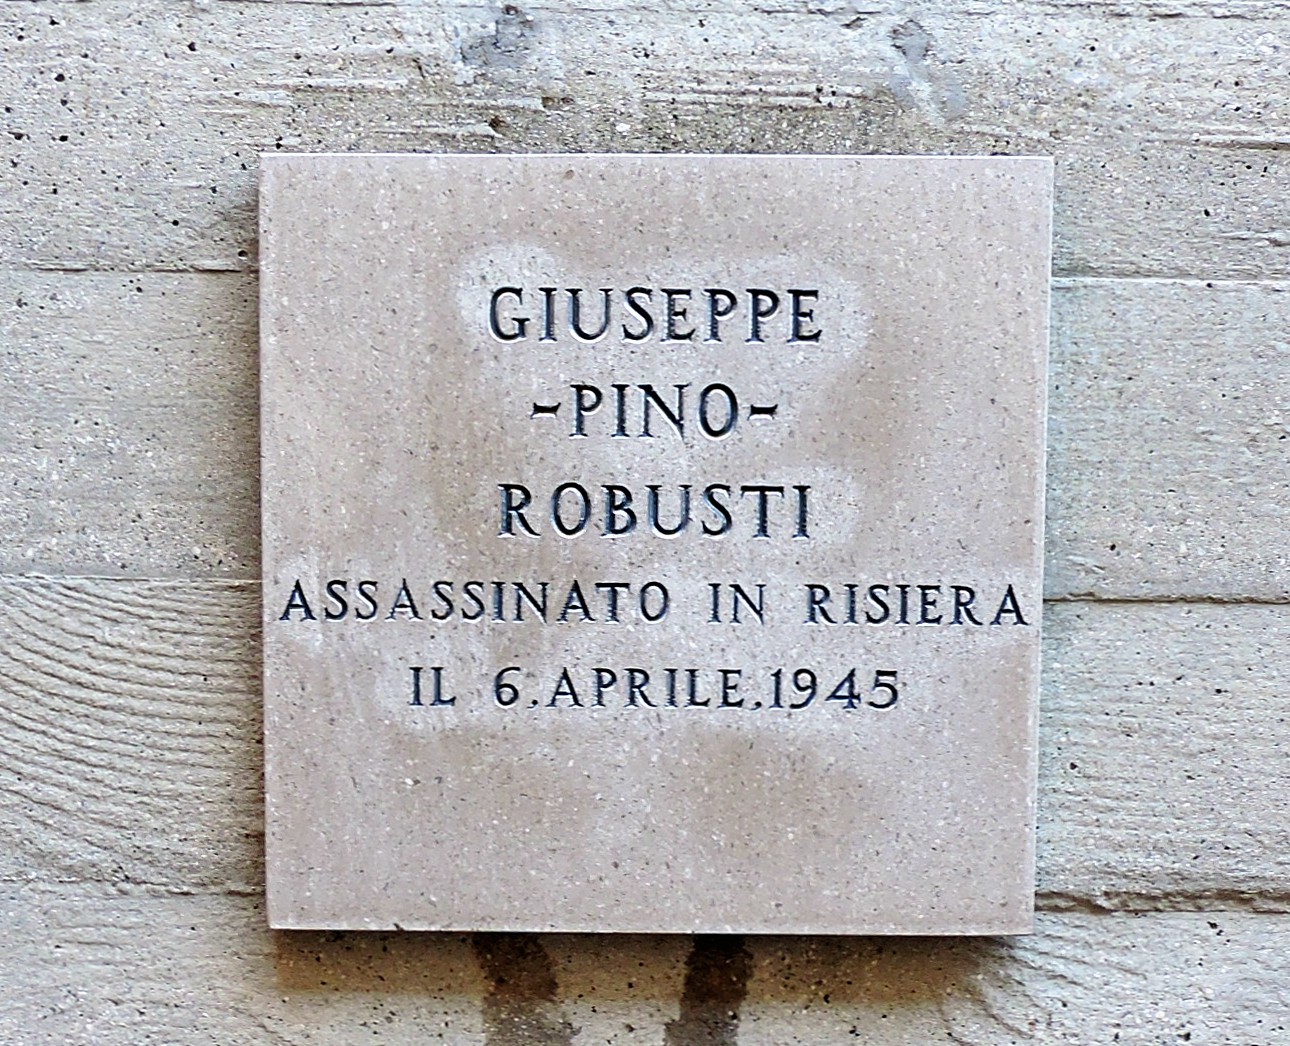 GIUSEPPE
-PINO-
ROBUSTI
ASSASSINATO IN RISIERA
IL 6.APRILE.1945